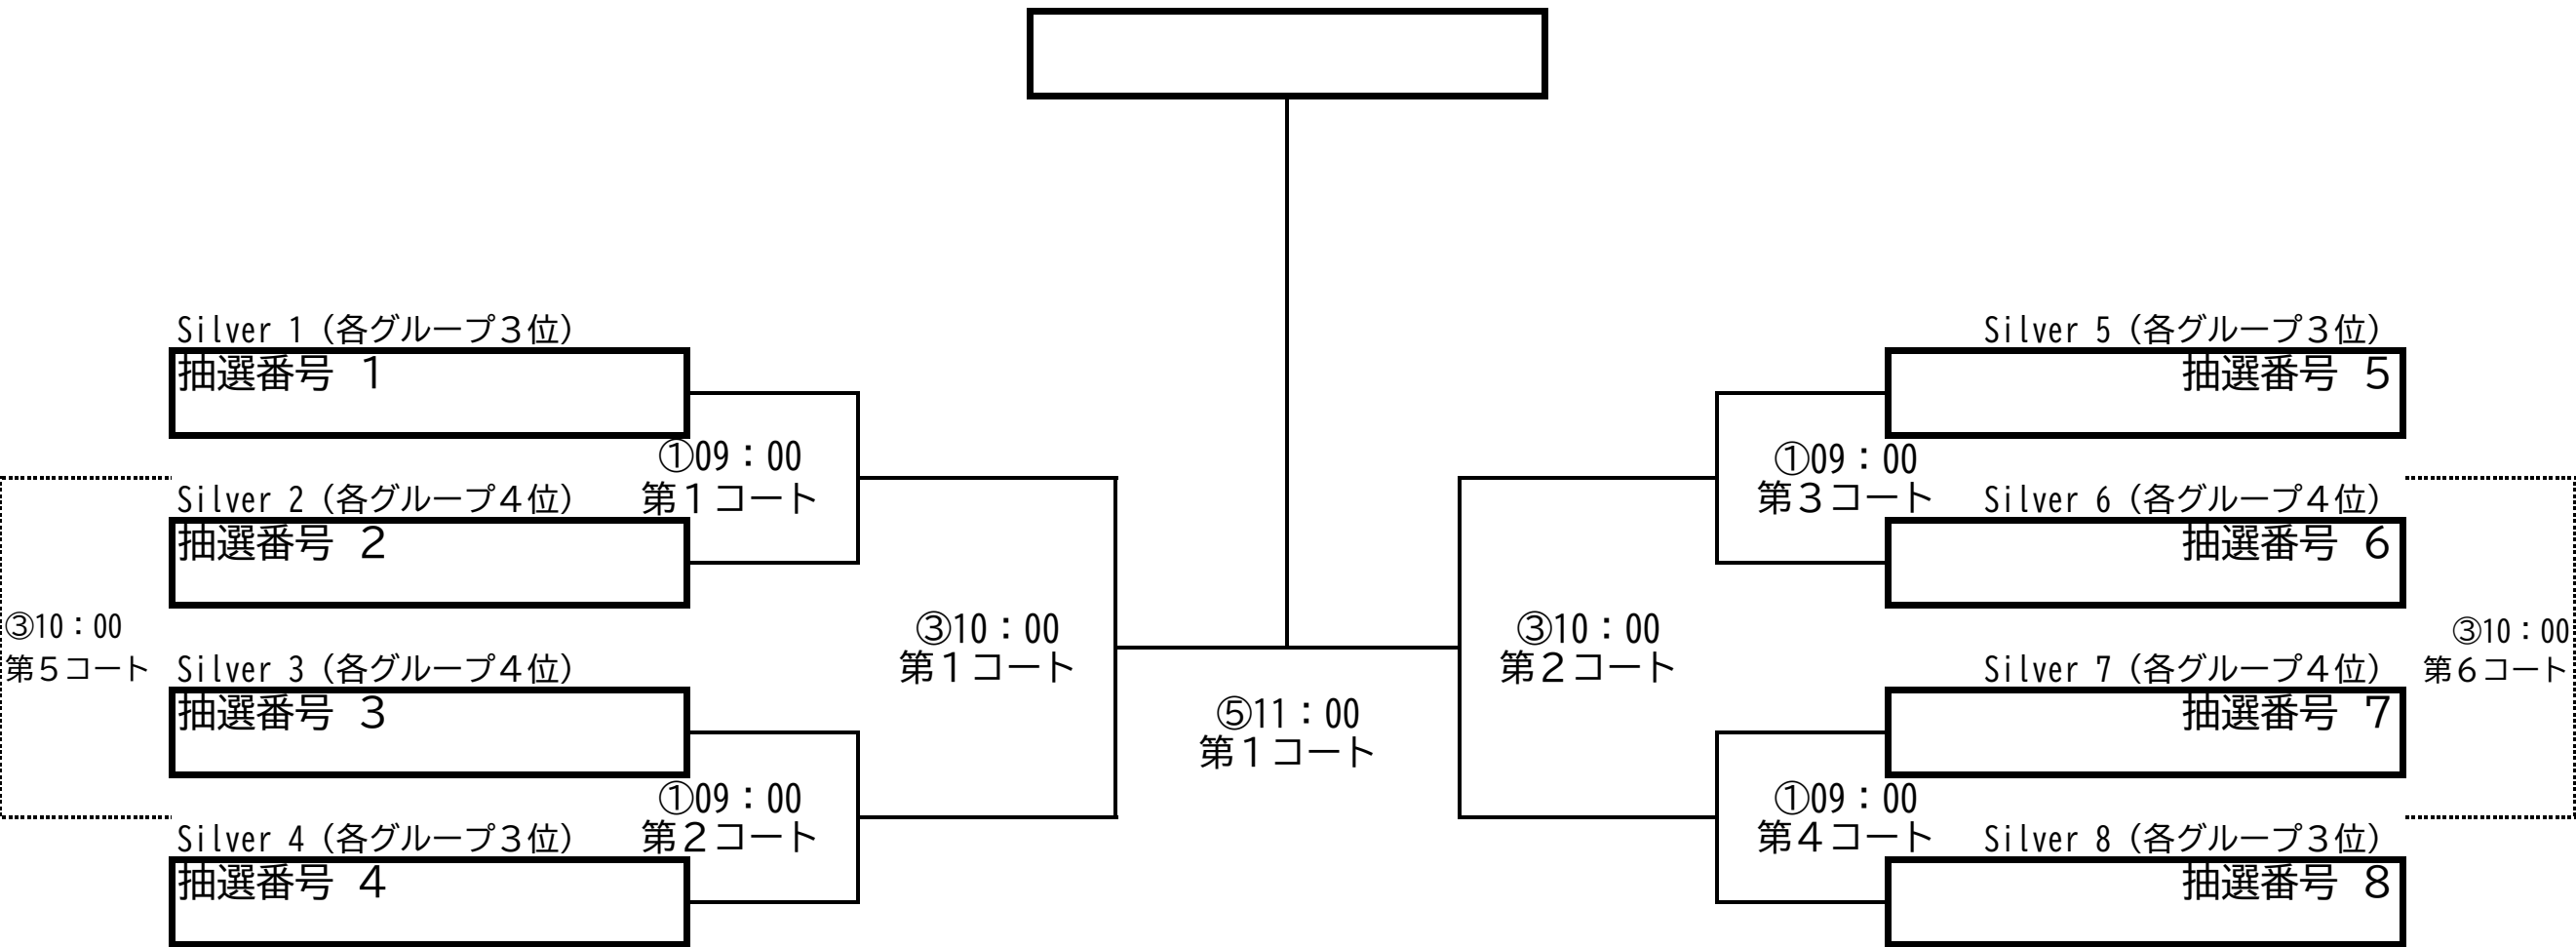 Silver 1（各グループ３位）
抽選番号 1
①09：00
第１コート
Silver 2（各グループ４位）
抽選番号 2
③10：00
第５コート
Silver 3（各グループ４位）
抽選番号 3
①09：00
第２コート
Silver 4（各グループ３位）
抽選番号 4
③10：00
第１コート
⑤11：00
第１コート
③10：00
第２コート
Silver 5（各グループ３位）
抽選番号 5
①09：00
第３コート
Silver 6（各グループ４位）
抽選番号 6
③10：00
第６コート
Silver 7（各グループ４位）
抽選番号 7
①09：00
第４コート
Silver 8（各グループ３位）
抽選番号 8